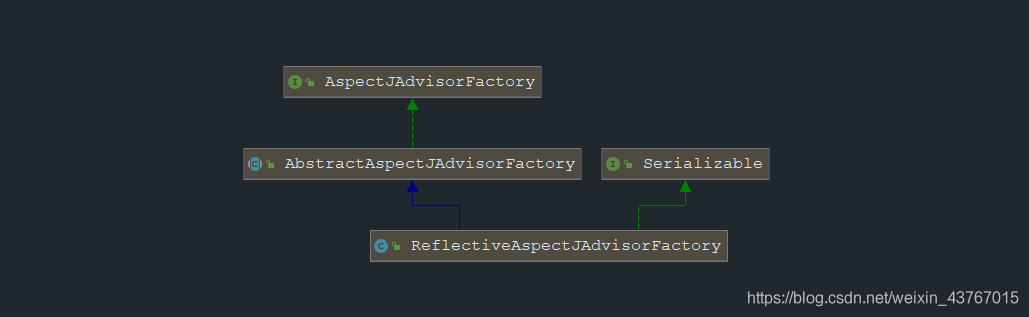 AspectJAdvisorFactory
AbstractAspectJAdvisorFactory
Serializable
ReflectiveAspectJAdvisorFactory
https://blog.csdn.net/weixin_43767015